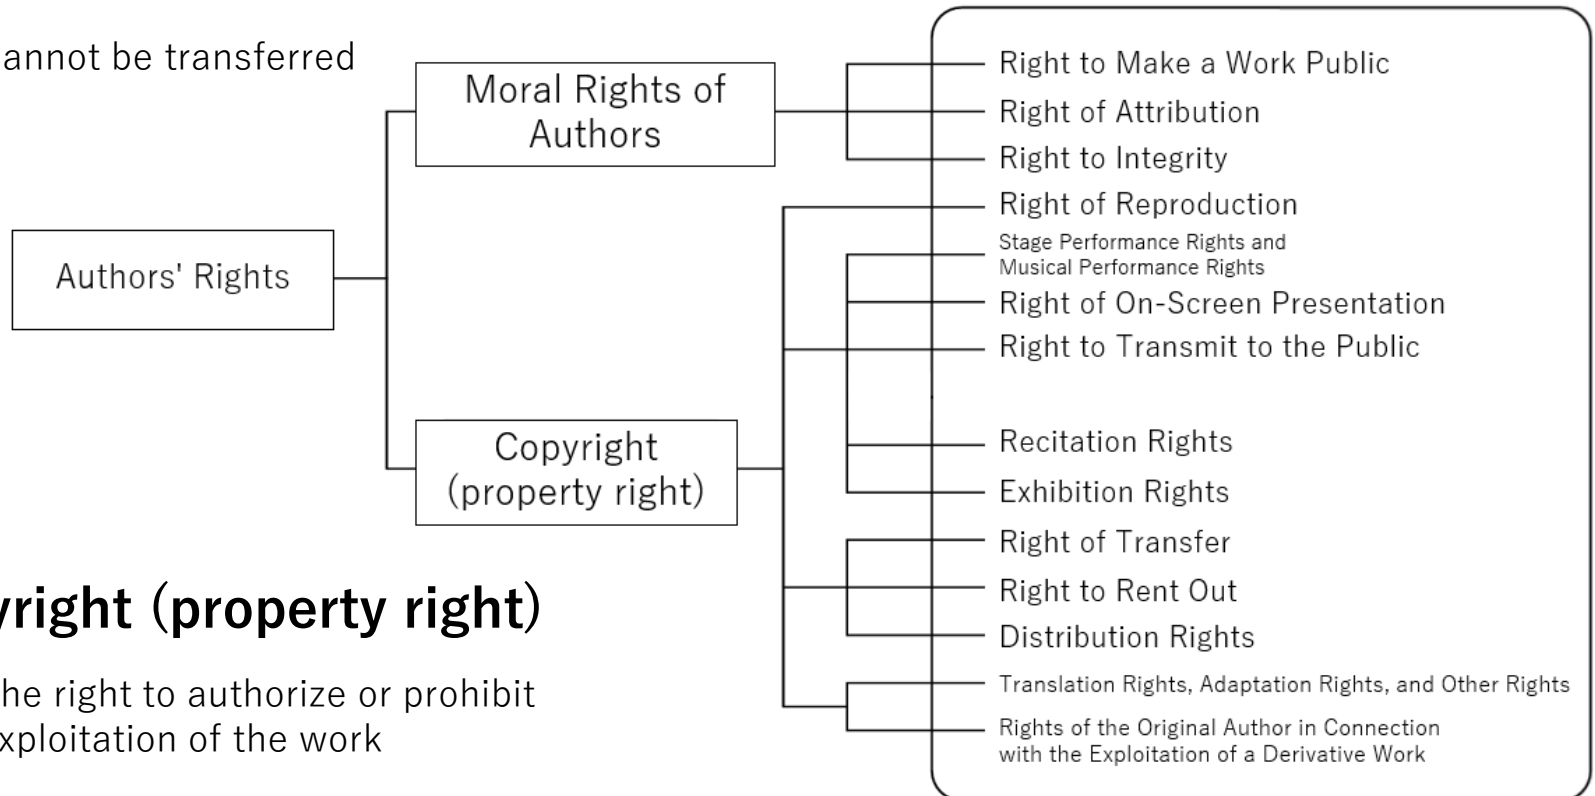 annot be transferred
Moral Rights of
Authors
Authors' Rights
Copyright
(property right)
yright (property right)
he right to authorize or prohibit
xploitation of the work
Right to Make a Work Public
Right of Attribution
Right to Integrity
Right of Reproduction
Stage Performance Rights and
Musical Performance Rights
Right of On-Screen Presentation
Right to Transmit to the Public
Recitation Rights
Exhibition Rights
Right of Transfer
Right to Rent Out
Distribution Rights
Translation Rights, Adaptation Rights, and Other Rights
Rights of the Original Author in Connection
with the Exploitation of a Derivative Work